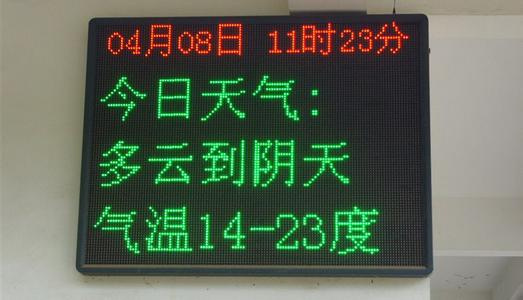 04月08日 11时23分
今日天气:
多云到阴天
气温14-23度